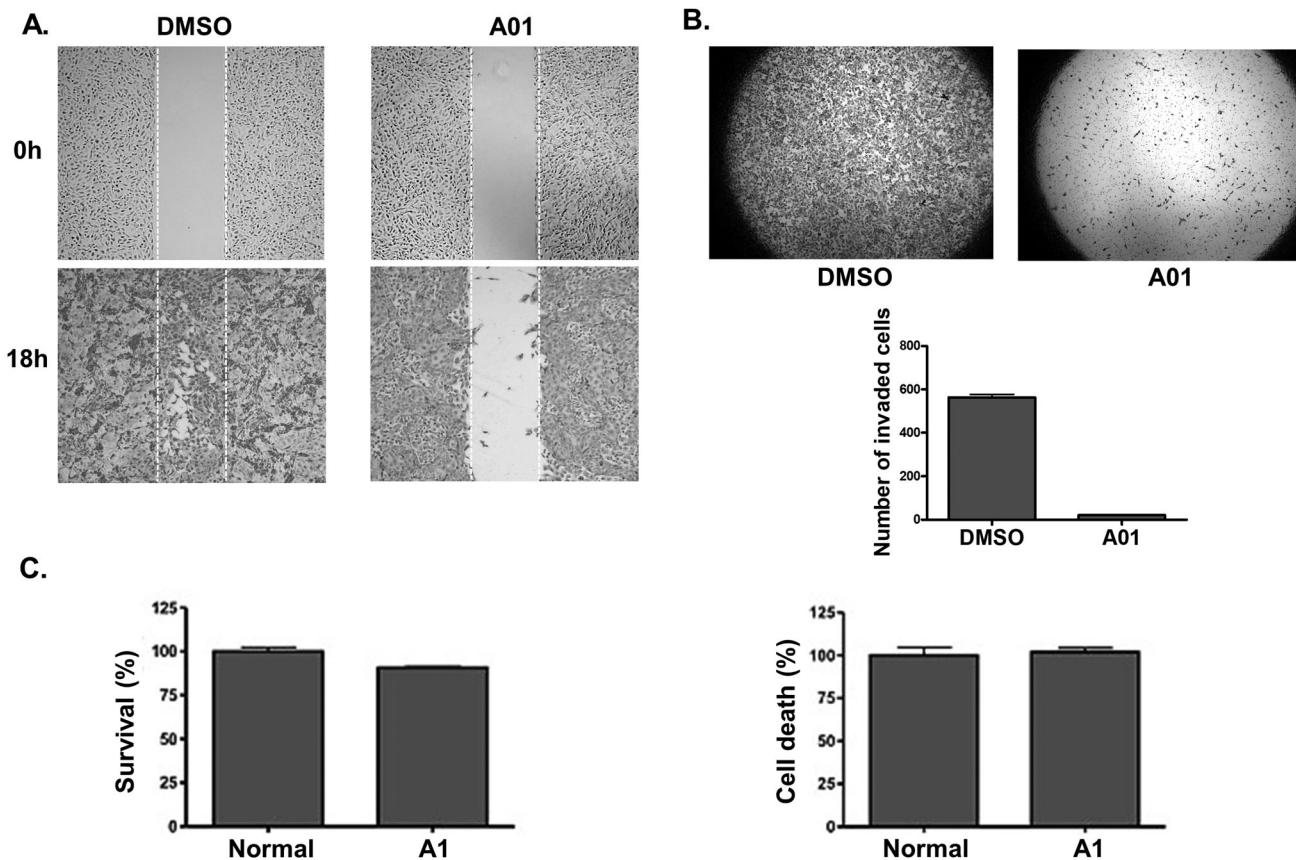 A.
DMSO
A01
0h
18h
B.
DMSO
A01
Number of invaded cells
800
600
400
200
0
DMSO
A01
C.
Survival (%)
125
100
75
50
25
0
Normal
A1
Cell death (%)
125
100
75
50
25
0
Normal
A1